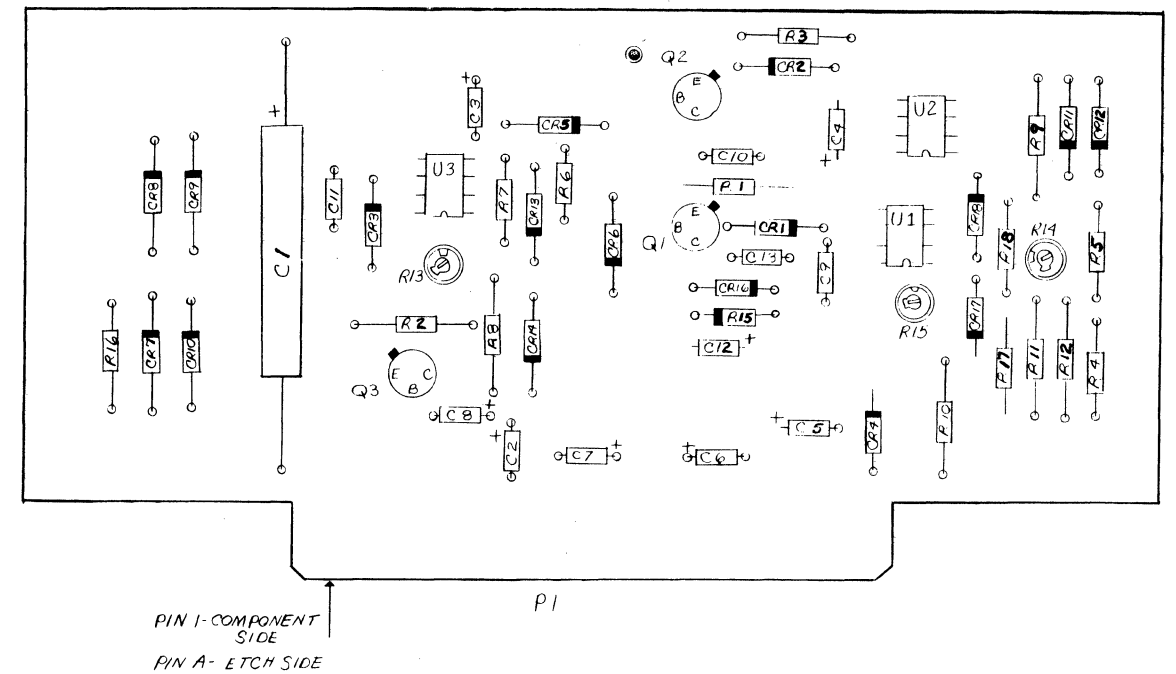 R3
Q2
CR2
E
B
C
+
C3
+
C4
U2
R9
CR11
CR12
CR5
C10
U3
R6
R7
CR13
CR8
CR9
C11
CR3
R1
E
B
C
Q1
CR1
C13
C9
U1
CR18
R18
R14
R5
CR6
C1
R13
CR16
R15
C12
+
R15
CR17
R2
R8
CR14
R16
CR7
CR10
E
C
B
Q3
R17
R11
R12
R4
C8
+
+
C2
C7
+
+
C6
+
C5
CR4
R10
P1
PIN 1-COMPONENT
SIDE
PIN A- ETCH SIDE